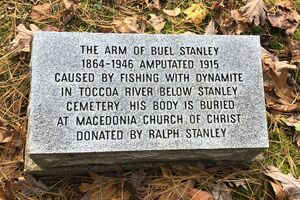 THE ARM OF BUEL STANLEY
1864-1946 AMPUTATED 1915
CAUSED BY FISHING WITH DYNAMITE
IN TOCCOA RIVER BELOW STANLEY
CEMETERY. HIS BODY IS BURIED
AT MACEDONIA CHURCH OF CHRIST
DONATED BY RALPH STANLEY